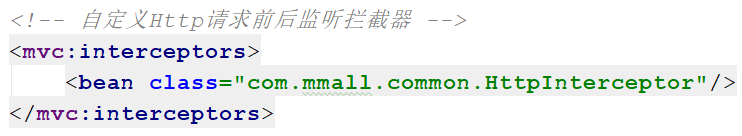 <!-- 自定义Http请求前后监听拦截器 -->
<mvc:interceptors>
    <bean class="com.mmall.common.HttpInterceptor"/>
</mvc:interceptors>